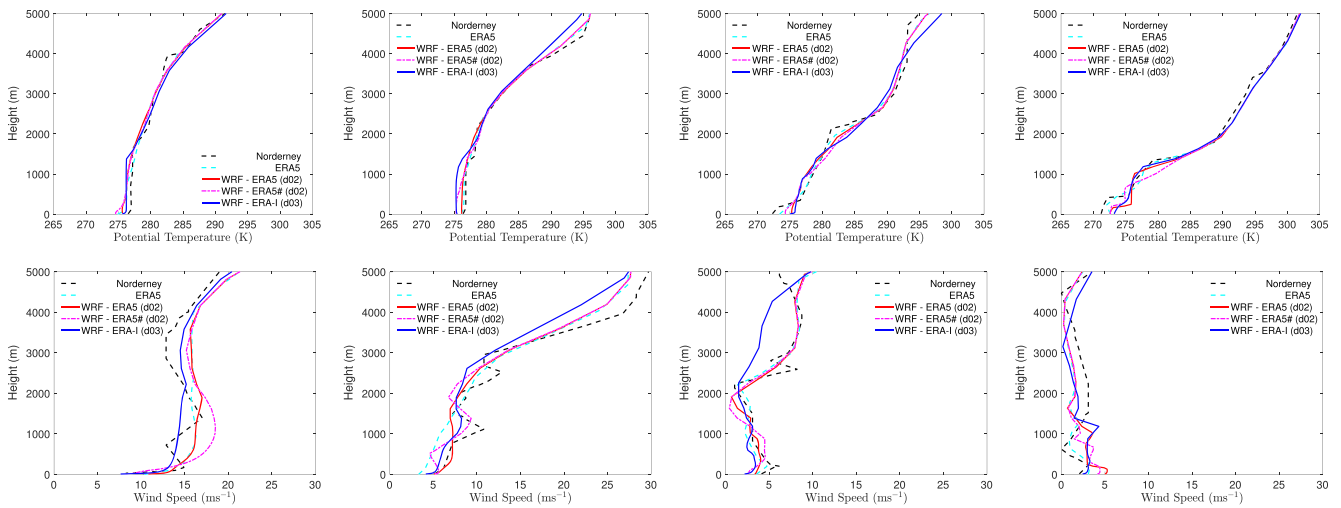 5000
4000
3000
2000
1000
0
Height (m)
Norderney
ERA5
WRF - ERA5 (d02)
WRF - ERA5# (d02)
WRF - ERA-I (d03)
265 270 275 280 285 290 295 300 305
Potential Temperature (K)
5000
4000
3000
2000
1000
0
Height (m)
Norderney
ERA5
WRF - ERA5 (d02)
WRF - ERA5# (d02)
WRF - ERA-I (d03)
265 270 275 280 285 290 295 300 305
Potential Temperature (K)
5000
4000
3000
2000
1000
0
Height (m)
Norderney
ERA5
WRF - ERA5 (d02)
WRF - ERA5# (d02)
WRF - ERA-I (d03)
265 270 275 280 285 290 295 300 305
Potential Temperature (K)
5000
4000
3000
2000
1000
0
Height (m)
Norderney
ERA5
WRF - ERA5 (d02)
WRF - ERA5# (d02)
WRF - ERA-I (d03)
265 270 275 280 285 290 295 300 305
Potential Temperature (K)
5000
4000
3000
2000
1000
0
Height (m)
Norderney
ERA5
WRF - ERA5 (d02)
WRF - ERA5# (d02)
WRF - ERA-I (d03)
0 5 10 15 20 25 30
Wind Speed (ms⁻¹)
5000
4000
3000
2000
1000
0
Height (m)
Norderney
ERA5
WRF - ERA5 (d02)
WRF - ERA5# (d02)
WRF - ERA-I (d03)
0 5 10 15 20 25 30
Wind Speed (ms⁻¹)
5000
4000
3000
2000
1000
0
Height (m)
Norderney
ERA5
WRF - ERA5 (d02)
WRF - ERA5# (d02)
WRF - ERA-I (d03)
0 5 10 15 20 25 30
Wind Speed (ms⁻¹)
5000
4000
3000
2000
1000
0
Height (m)
Norderney
ERA5
WRF - ERA5 (d02)
WRF - ERA5# (d02)
WRF - ERA-I (d03)
0 5 10 15 20 25 30
Wind Speed (ms⁻¹)